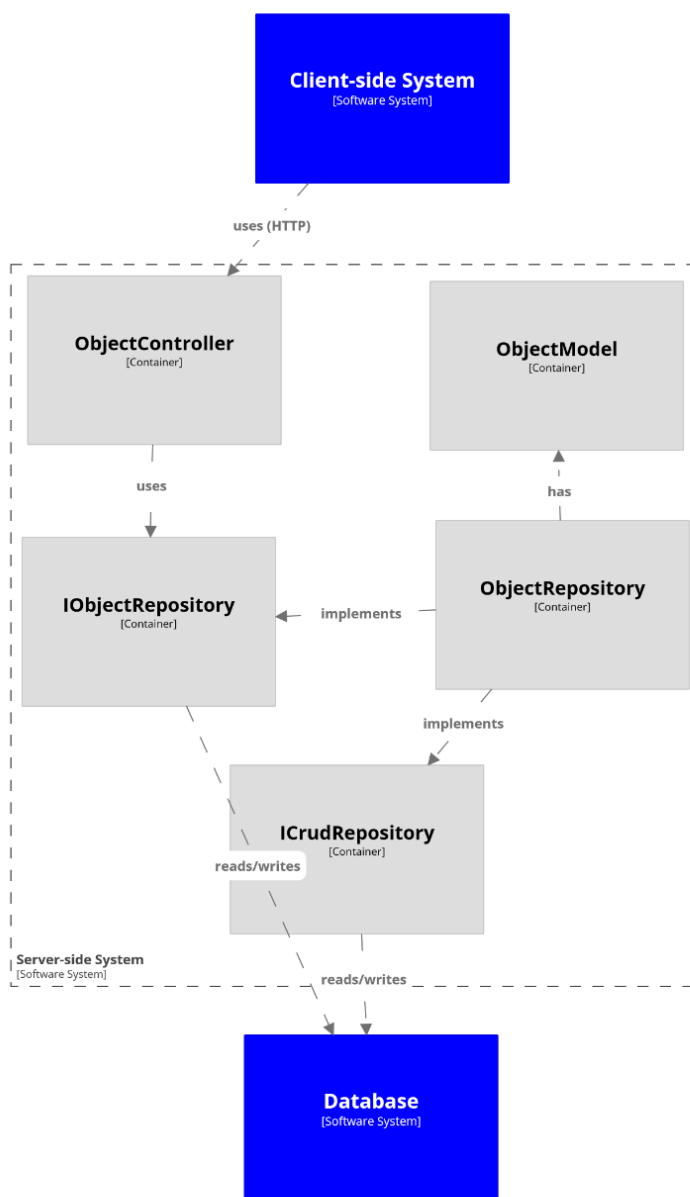 Client-side System
[Software System]
uses (HTTP)
ObjectController
[Container]
ObjectModel
[Container]
uses
has
IObjectRepository
[Container]
implements
ObjectRepository
[Container]
implements
ICrudRepository
[Container]
reads/writes
Server-side System
[Software System]
reads/writes
Database
[Software System]